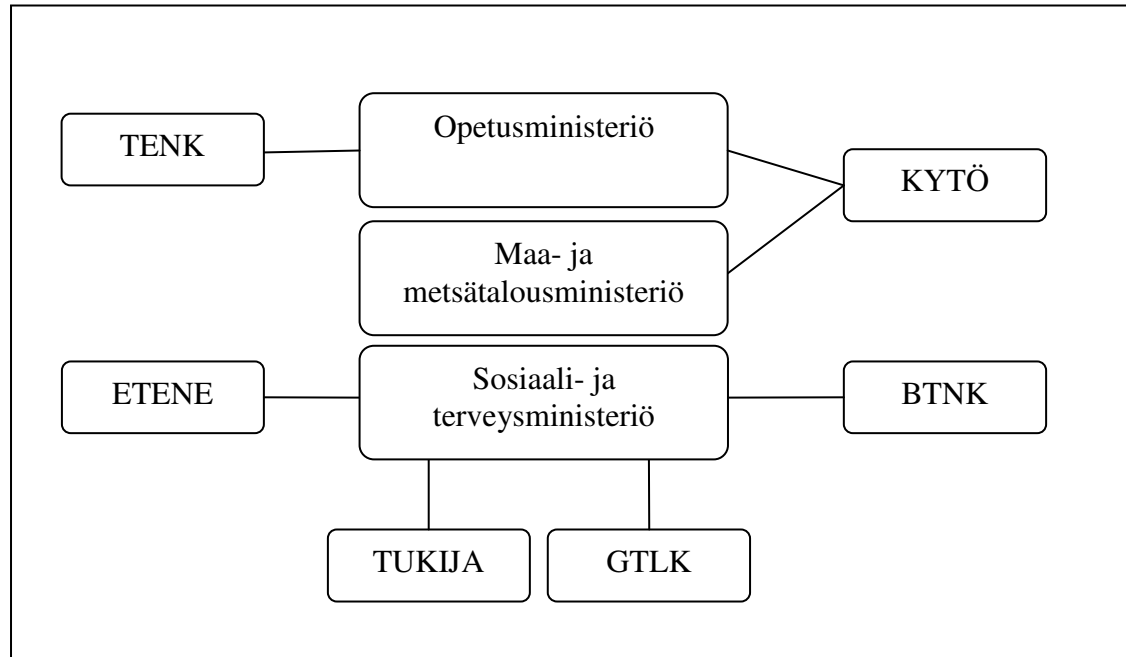 TENK
Opetusministeriö
KYTÖ
Maa- ja
metsätalousministeriö
ETENE
Sosiaali- ja
terveysministeriö
BTNK
TUKIJA
GTLK